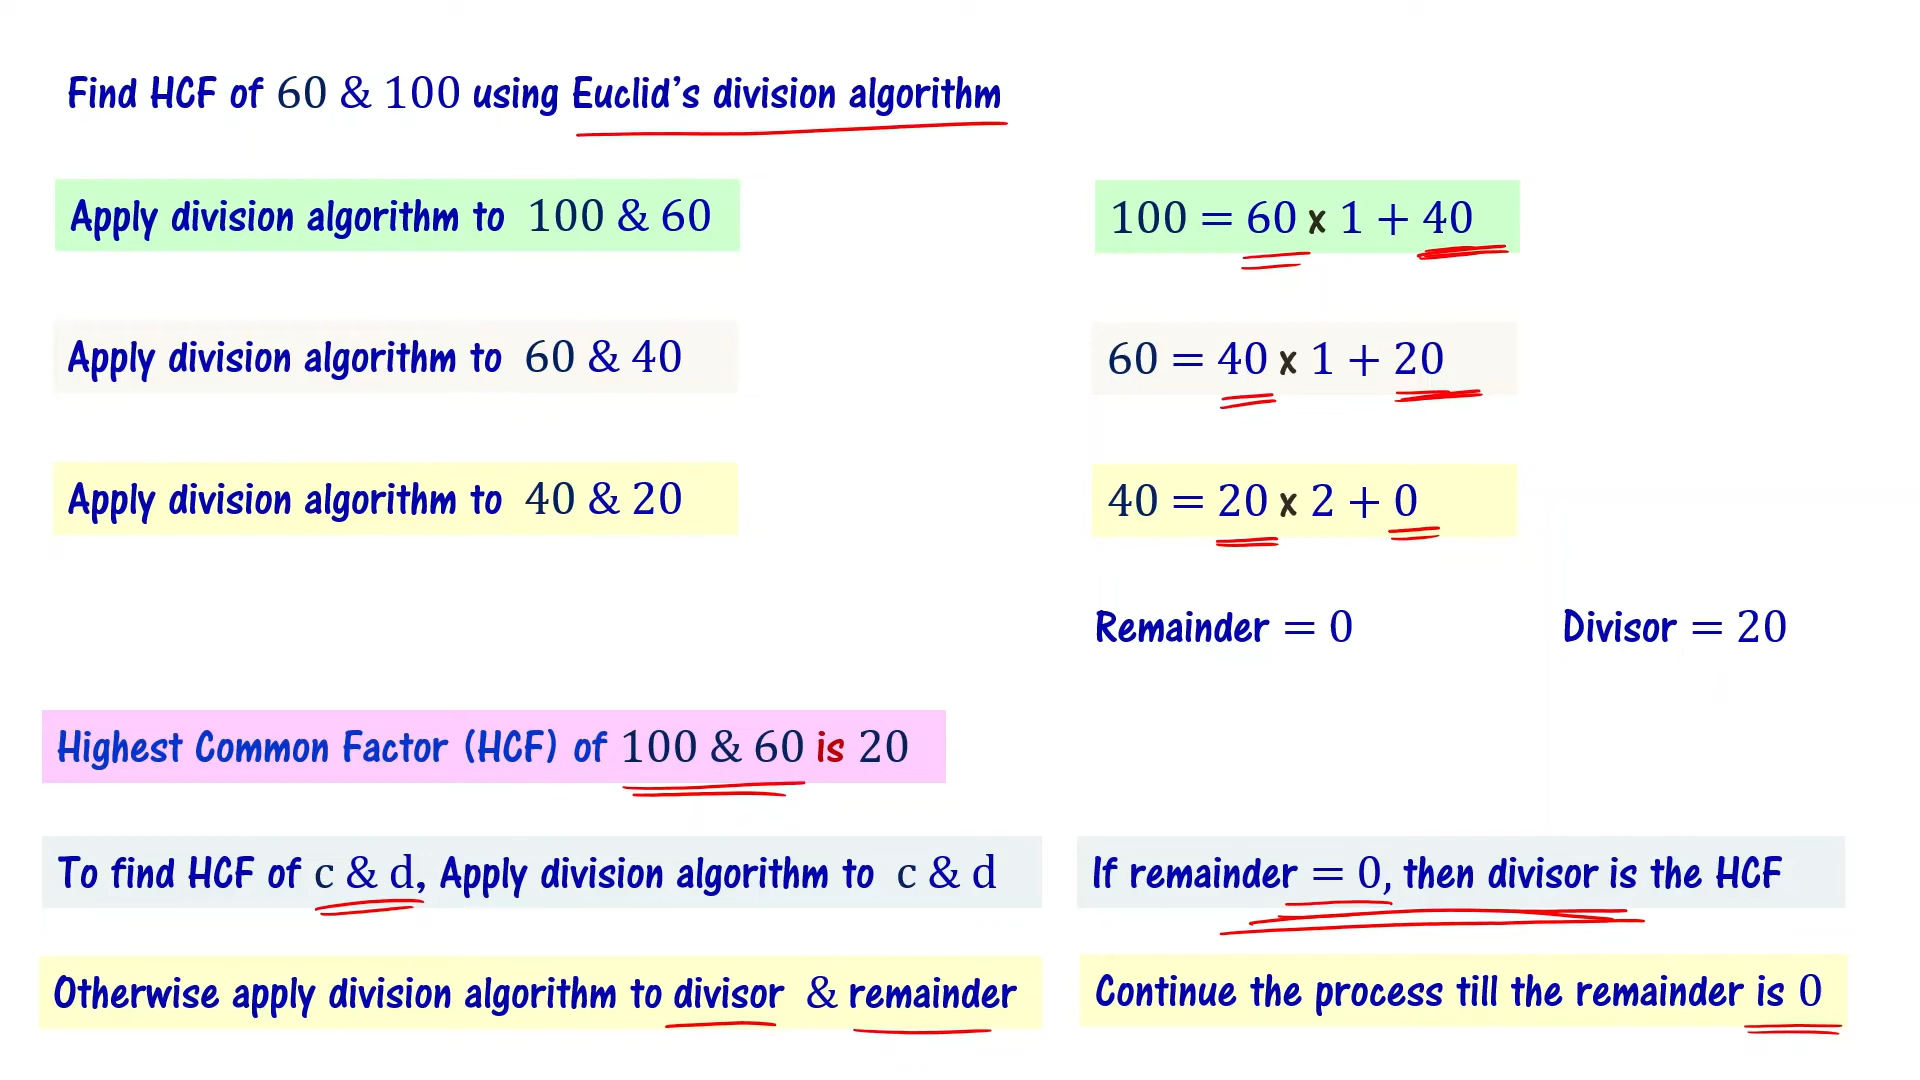 Find HCF of 60 & 100 using Euclid's division algorithm
Apply division algorithm to 100 & 60
100 = 60 x 1 + 40
Apply division algorithm to 60 & 40
60 = 40 x 1 + 20
Apply division algorithm to 40 & 20
40 = 20 x 2 + 0
Remainder = 0
Divisor = 20
Highest Common Factor (HCF) of 100 & 60 is 20
To find HCF of c & d, Apply division algorithm to c & d
If remainder = 0, then divisor is the HCF
Otherwise apply division algorithm to divisor & remainder
Continue the process till the remainder is 0